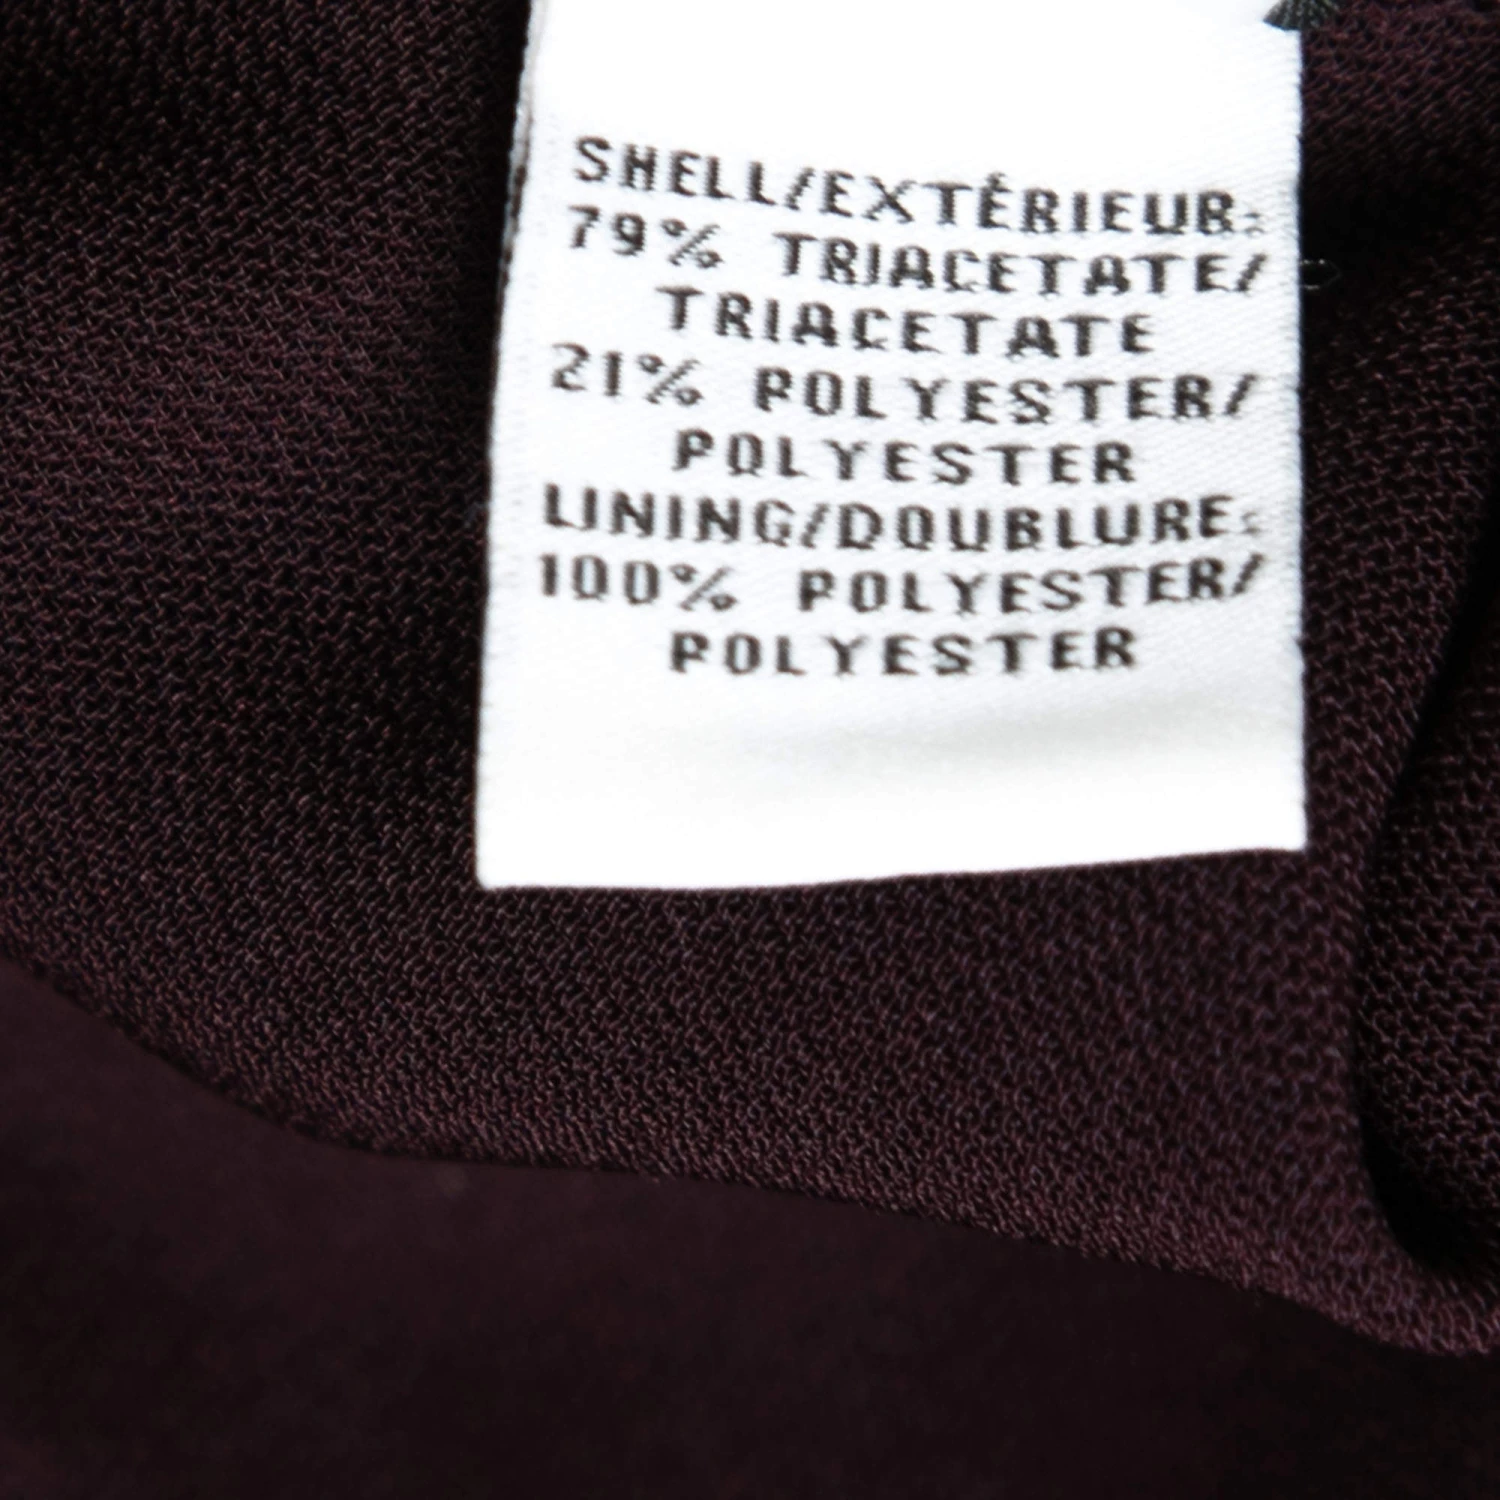 SHELL/EXTÉRIEUR:
79% TRIACETATE/
TRIACETATE
21% POLYESTER/
POLYESTER
LINING/DOUBLURE:
100% POLYESTER/
POLYESTER